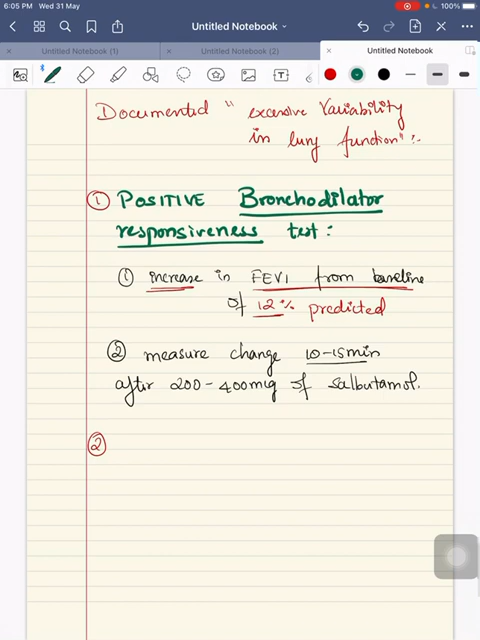 6:05 PM Wed 31 May
100%
Untitled Notebook
Untitled Notebook (1)
Untitled Notebook (2)
Untitled Notebook
Documented " excessive Variability
in lung function" :-
① POSITIVE Bronchodilator
responsiveness test :
① increase in FEV1 from baseline
of 12% predicted
② measure change 10-15min
after 200-400mcg of salbutamol.
②